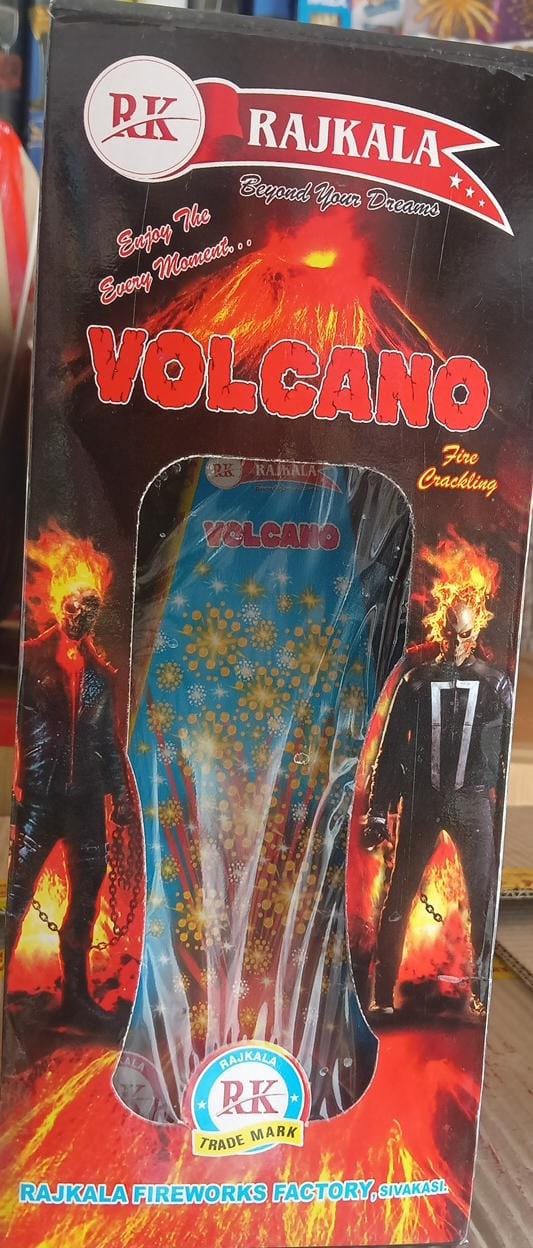 RK
RAJKALA
Beyond Your Dreams
Enjoy The
Every Moment...
VOLCANO
Fire
Crackling
RK RAJKALA
VOLCANO
RAJKALA
RK
TRADE MARK
RAJKALA FIREWORKS FACTORY, SIVAKASI.